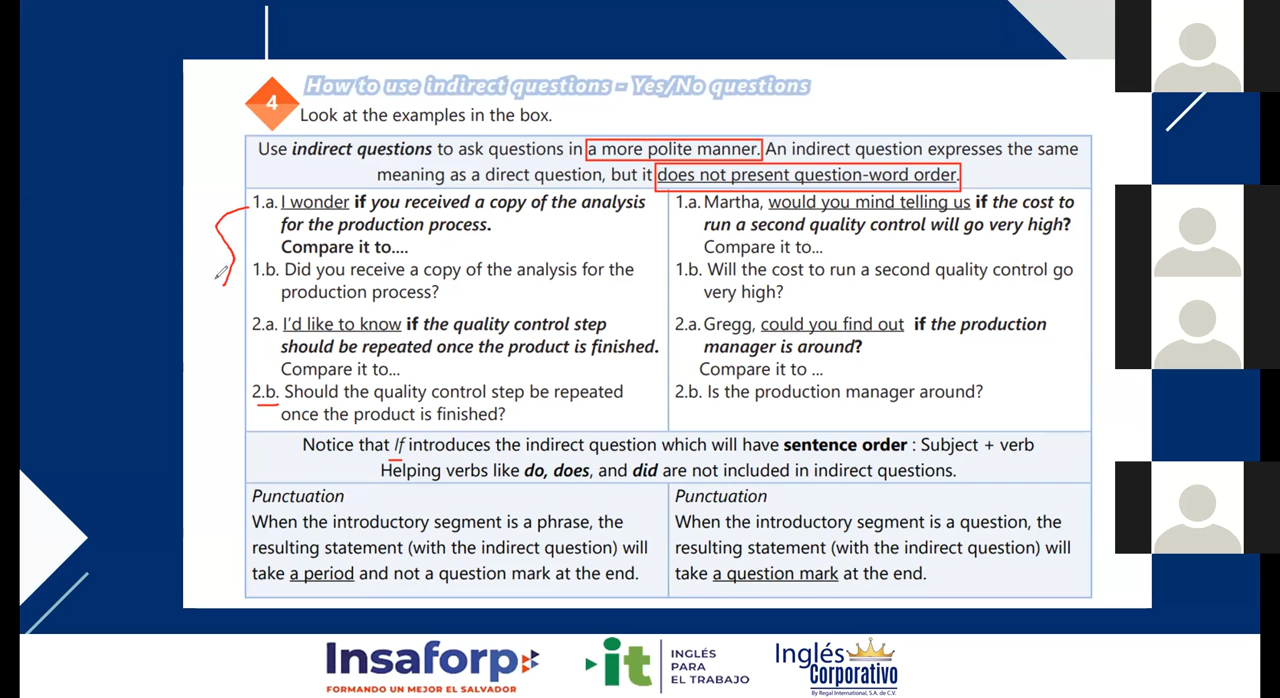 4
How to use indirect questions - Yes/No questions
Look at the examples in the box.
Use indirect questions to ask questions in a more polite manner. An indirect question expresses the same
meaning as a direct question, but it does not present question-word order.
1.a. I wonder if you received a copy of the analysis
for the production process.
Compare it to....
1.b. Did you receive a copy of the analysis for the
production process?
2.a. I'd like to know if the quality control step
should be repeated once the product is finished.
Compare it to...
2.b. Should the quality control step be repeated
once the product is finished?
1.a. Martha, would you mind telling us if the cost to
run a second quality control will go very high?
Compare it to...
1.b. Will the cost to run a second quality control go
very high?
2.a. Gregg, could you find out if the production
manager is around?
Compare it to ...
2.b. Is the production manager around?
Notice that If introduces the indirect question which will have sentence order : Subject + verb
Helping verbs like do, does, and did are not included in indirect questions.
Punctuation
When the introductory segment is a phrase, the
resulting statement (with the indirect question) will
take a period and not a question mark at the end.
Punctuation
When the introductory segment is a question, the
resulting statement (with the indirect question) will
take a question mark at the end.
Insaforp
FORMANDO UN MEJOR EL SALVADOR
it
INGLÉS
PARA
EL TRABAJO
Inglés
Corporativo
By Regal International, S.A. de C.V.